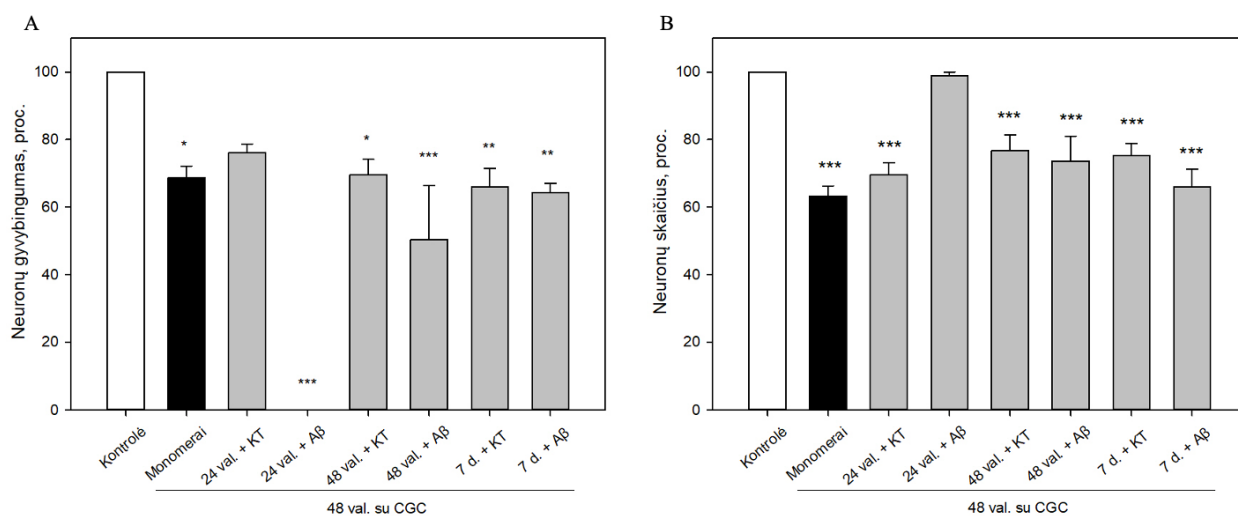 A
Neuronų gyvybingumas, proc.
100
80
60
40
20
0
*
***
*
***
**
**
Kontrolė
Monomerai
24 val. + KT
24 val. + Aβ
48 val. + KT
48 val. + Aβ
7 d. + KT
7 d. + Aβ
48 val. su CGC
B
Neuronų skaičius, proc.
100
80
60
40
20
0
***
***
***
***
***
***
Kontrolė
Monomerai
24 val. + KT
24 val. + Aβ
48 val. + KT
48 val. + Aβ
7 d. + KT
7 d. + Aβ
48 val. su CGC